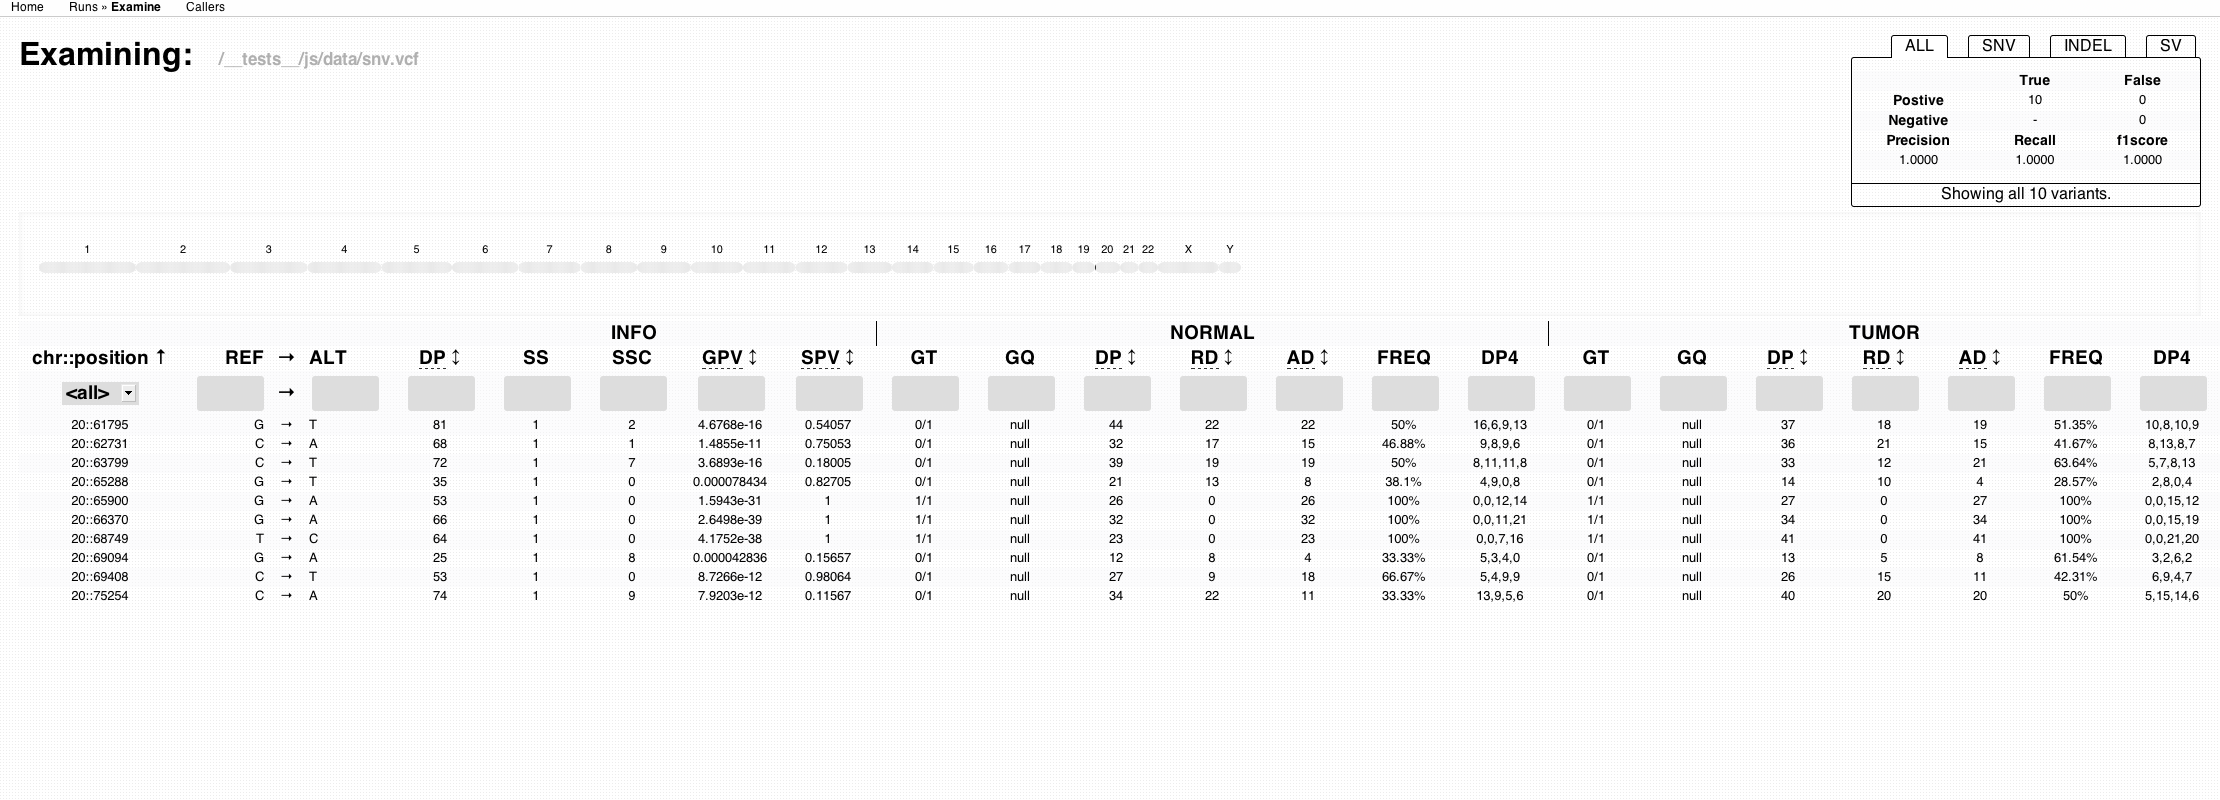 Home Runs » Examine Callers
Examining: /__tests__/js/data/snv.vcf
ALL SNV INDEL SV
True False
Postive 10 0
Negative - 0
Precision Recall f1score
1.0000 1.0000 1.0000
Showing all 10 variants.
1 2 3 4 5 6 7 8 9 10 11 12 13 14 15 16 17 18 19 20 21 22 X Y
INFO NORMAL TUMOR
chr::position ↑ REF → ALT DP ↕ SS SSC GPV ↕ SPV ↕ GT GQ DP ↕ RD ↕ AD ↕ FREQ DP4 GT GQ DP ↕ RD ↕ AD ↕ FREQ DP4
<all> →
20::61795 G → T 81 1 2 4.6768e-16 0.54057 0/1 null 44 22 22 50% 16,6,9,13 0/1 null 37 18 19 51.35% 10,8,10,9
20::62731 C → A 68 1 1 1.4855e-11 0.75053 0/1 null 32 17 15 46.88% 9,8,9,6 0/1 null 36 21 15 41.67% 8,13,8,7
20::63799 C → T 72 1 7 3.6893e-16 0.18005 0/1 null 39 19 19 50% 8,11,11,8 0/1 null 33 12 21 63.64% 5,7,8,13
20::65288 G → T 35 1 0 0.000078434 0.82705 0/1 null 21 13 8 38.1% 4,9,0,8 0/1 null 14 10 4 28.57% 2,8,0,4
20::65900 G → A 53 1 0 1.5943e-31 1 1/1 null 26 0 26 100% 0,0,12,14 1/1 null 27 0 27 100% 0,0,15,12
20::66370 G → A 66 1 0 2.6498e-39 1 1/1 null 32 0 32 100% 0,0,11,21 1/1 null 34 0 34 100% 0,0,15,19
20::68749 T → C 64 1 0 4.1752e-38 1 1/1 null 23 0 23 100% 0,0,7,16 1/1 null 41 0 41 100% 0,0,21,20
20::69094 G → A 25 1 8 0.000042836 0.15657 0/1 null 12 8 4 33.33% 5,3,4,0 0/1 null 13 5 8 61.54% 3,2,6,2
20::69408 C → T 53 1 0 8.7266e-12 0.98064 0/1 null 27 9 18 66.67% 5,4,9,9 0/1 null 26 15 11 42.31% 6,9,4,7
20::75254 C → A 74 1 9 7.9203e-12 0.11567 0/1 null 34 22 11 33.33% 13,9,5,6 0/1 null 40 20 20 50% 5,15,14,6